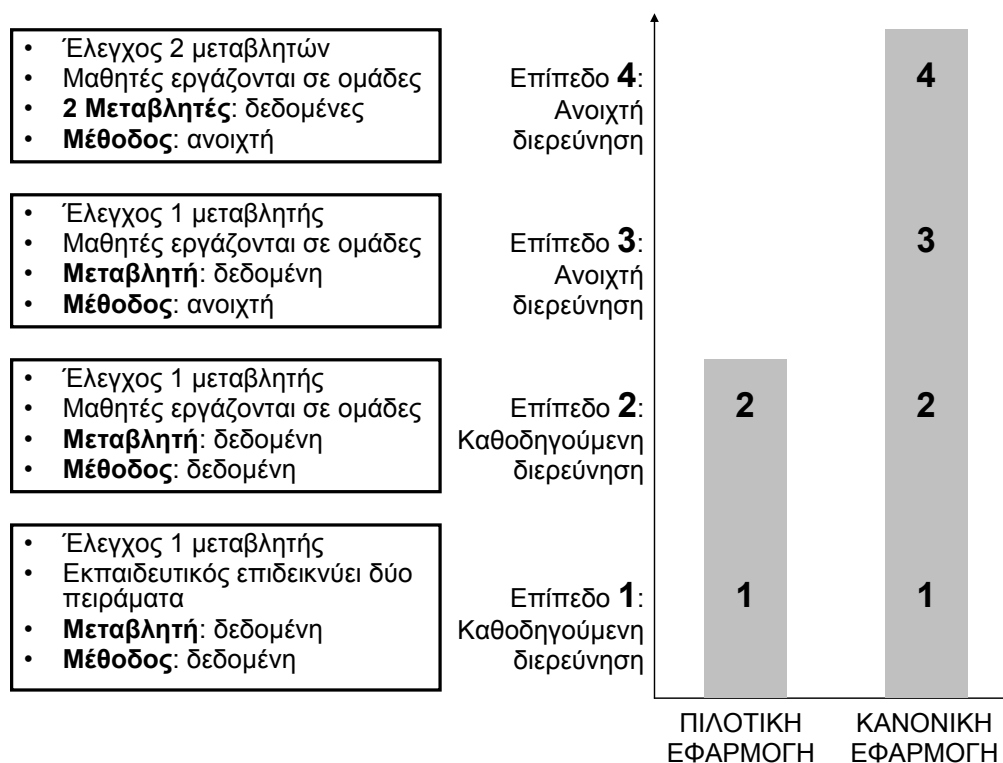 • Έλεγχος 2 μεταβλητών
• Μαθητές εργάζονται σε ομάδες
• 2 Μεταβλητές: δεδομένες
• Μέθοδος: ανοιχτή
Επίπεδο 4:
Ανοιχτή
διερεύνηση
4
• Έλεγχος 1 μεταβλητής
• Μαθητές εργάζονται σε ομάδες
• Μεταβλητή: δεδομένη
• Μέθοδος: ανοιχτή
Επίπεδο 3:
Ανοιχτή
διερεύνηση
3
• Έλεγχος 1 μεταβλητής
• Μαθητές εργάζονται σε ομάδες
• Μεταβλητή: δεδομένη
• Μέθοδος: δεδομένη
Επίπεδο 2:
Καθοδηγούμενη
διερεύνηση
2 2
• Έλεγχος 1 μεταβλητής
• Εκπαιδευτικός επιδεικνύει δύο
πειράματα
• Μεταβλητή: δεδομένη
• Μέθοδος: δεδομένη
Επίπεδο 1:
Καθοδηγούμενη
διερεύνηση
1 1
ΠΙΛΟΤΙΚΗ
ΕΦΑΡΜΟΓΗ
ΚΑΝΟΝΙΚΗ
ΕΦΑΡΜΟΓΗ